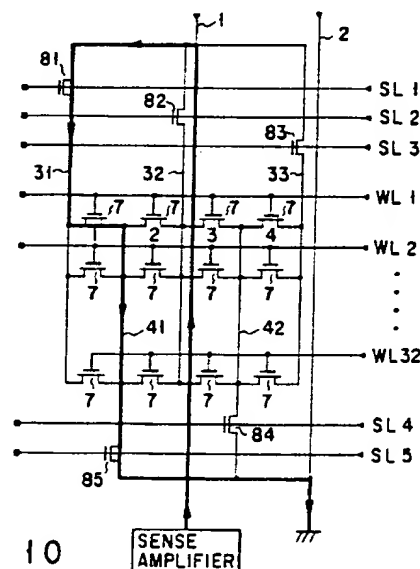 1
2
81
SL 1
82
SL 2
83
SL 3
31 32 33
WL 1
7 7 7 7
2 3 4
WL 2
7 7 7 7
41 42
WL32
7 7 7 7
SL 4
84
SL 5
85
10
SENSE
AMPLIFIER